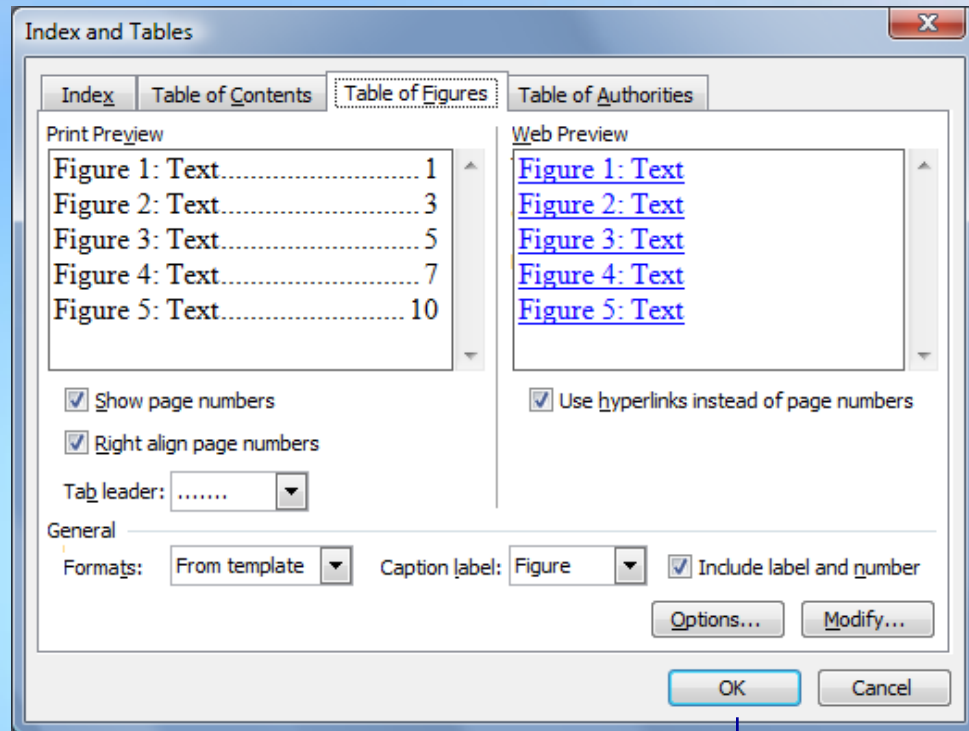 Index and Tables
Index
Table of Contents
Table of Figures
Table of Authorities
Print Preview
Figure 1: Text.............................. 1
Figure 2: Text.............................. 3
Figure 3: Text.............................. 5
Figure 4: Text.............................. 7
Figure 5: Text............................ 10
Web Preview
Figure 1: Text
Figure 2: Text
Figure 3: Text
Figure 4: Text
Figure 5: Text
Show page numbers
Right align page numbers
Tab leader: .......
Use hyperlinks instead of page numbers
General
Formats: From template
Caption label: Figure
Include label and number
Options...
Modify...
OK
Cancel